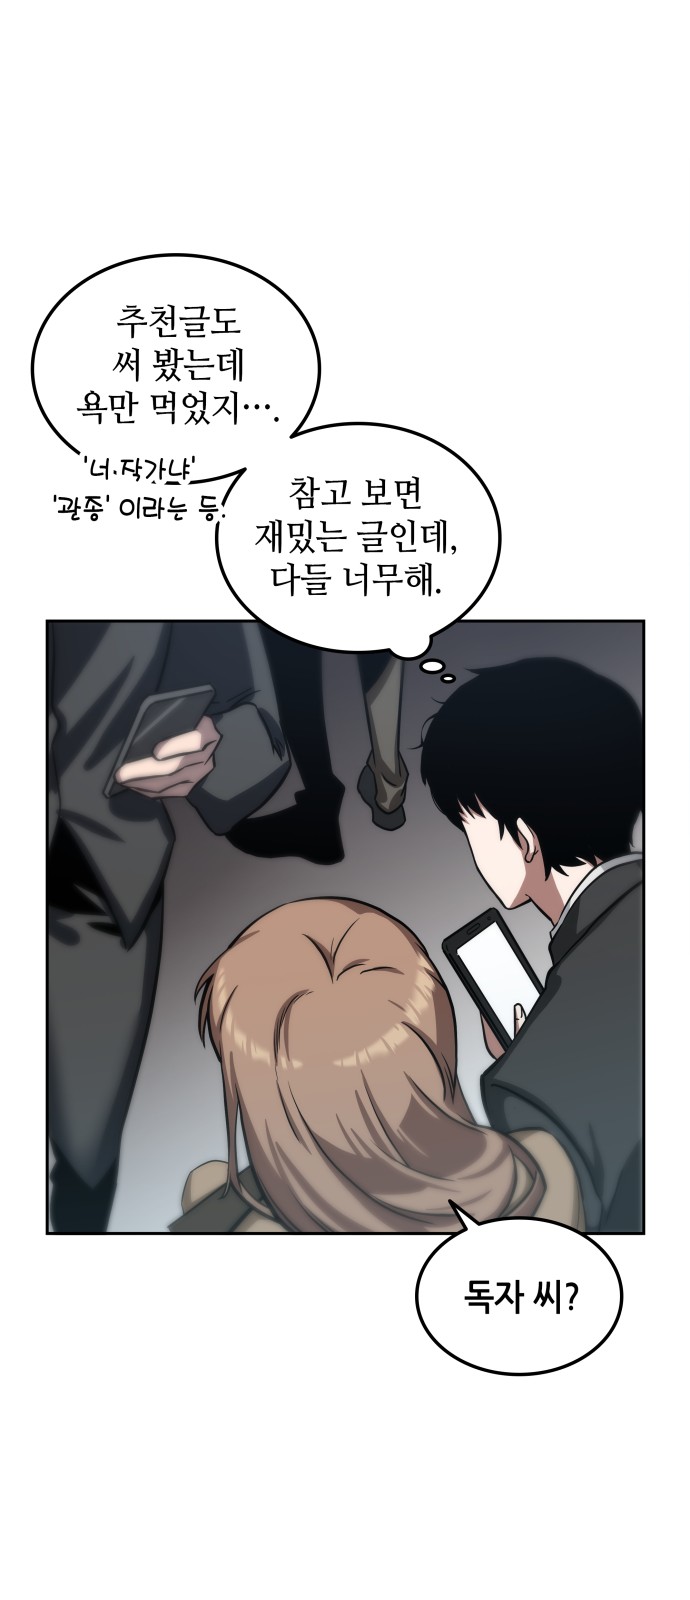 추천글도
써 봤는데
욕만 먹었지….
'너·작가냐'
'관종' 이라는 등.
참고 보면
재밌는 글인데,
다들 너무해.
독자 씨?